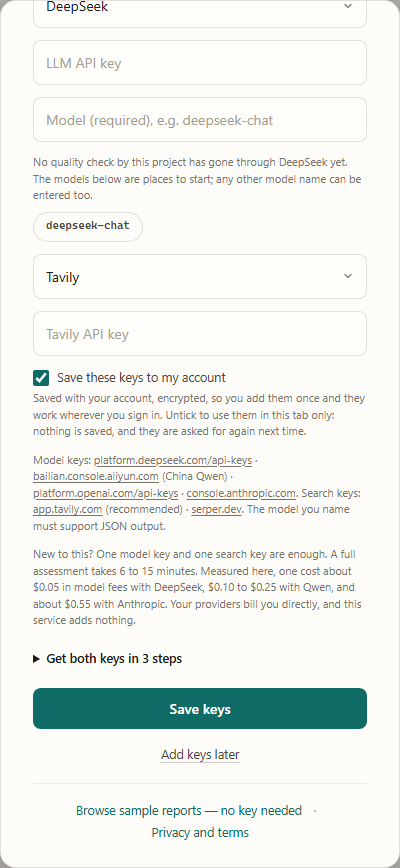 DeepSeek
LLM API key
Model (required), e.g. deepseek-chat
No quality check by this project has gone through DeepSeek yet.
The models below are places to start; any other model name can be
entered too.
deepseek-chat
Tavily
Tavily API key
Save these keys to my account
Saved with your account, encrypted, so you add them once and they
work wherever you sign in. Untick to use them in this tab only:
nothing is saved, and they are asked for again next time.
Model keys: platform.deepseek.com/api-keys ·
bailian.console.aliyun.com (China Qwen) ·
platform.openai.com/api-keys · console.anthropic.com. Search keys:
app.tavily.com (recommended) · serper.dev. The model you name
must support JSON output.
New to this? One model key and one search key are enough. A full
assessment takes 6 to 15 minutes. Measured here, one cost about
$0.05 in model fees with DeepSeek, $0.10 to $0.25 with Qwen, and
about $0.55 with Anthropic. Your providers bill you directly, and this
service adds nothing.
Get both keys in 3 steps
Save keys
Add keys later
Browse sample reports — no key needed ·
Privacy and terms